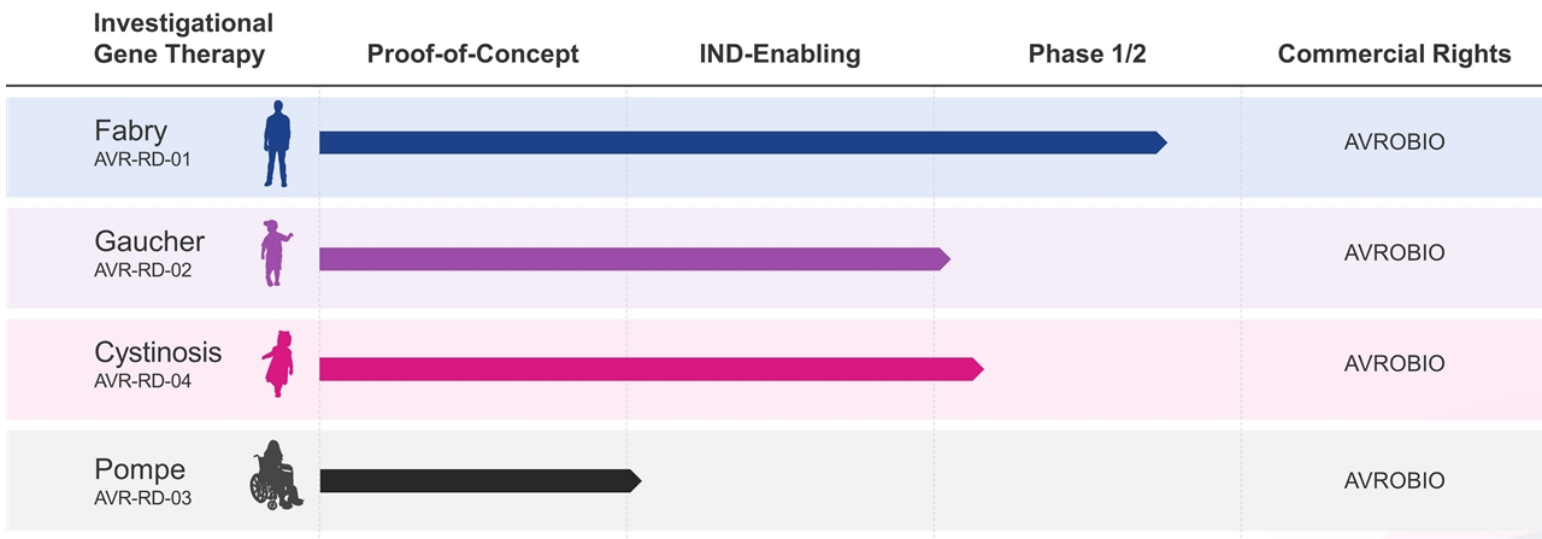 Investigational
Gene Therapy
Proof-of-Concept
IND-Enabling
Phase 1/2
Commercial Rights
Fabry
AVR-RD-01
AVROBIO
Gaucher
AVR-RD-02
AVROBIO
Cystinosis
AVR-RD-04
AVROBIO
Pompe
AVR-RD-03
AVROBIO